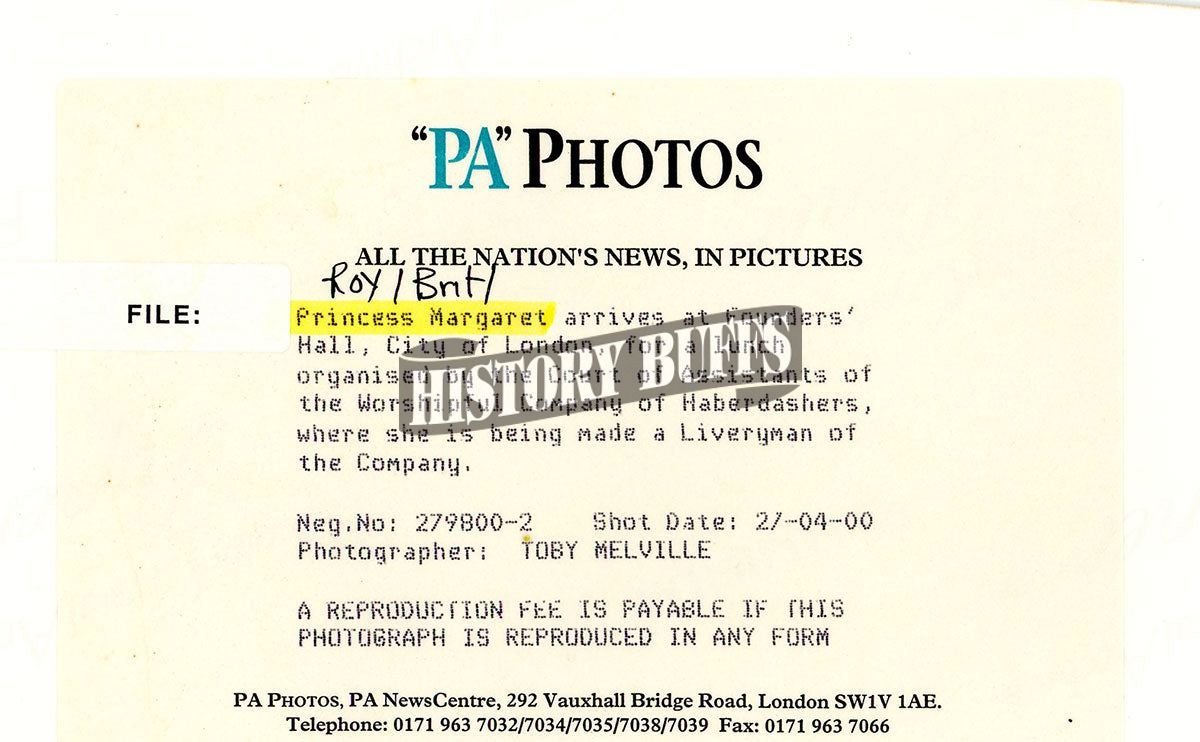 "PA" PHOTOS
ALL THE NATION'S NEWS, IN PICTURES
Roy / Brit /
FILE:
Princess Margaret arrives at Founders'
Hall, City of London, for a lunch
organised by the Court of Assistants of
the Worshipful Company of Haberdashers,
where she is being made a Liveryman of
the Company.
HISTORY BUFFS
Neg.No: 279800-2 Shot Date: 2/-04-00
Photographer: TOBY MELVILLE
A REPRODUCTION FEE IS PAYABLE IF THIS
PHOTOGRAPH IS REPRODUCED IN ANY FORM
PA PHOTOS, PA NewsCentre, 292 Vauxhall Bridge Road, London SW1V 1AE.
Telephone: 0171 963 7032/7034/7035/7038/7039 Fax: 0171 963 7066